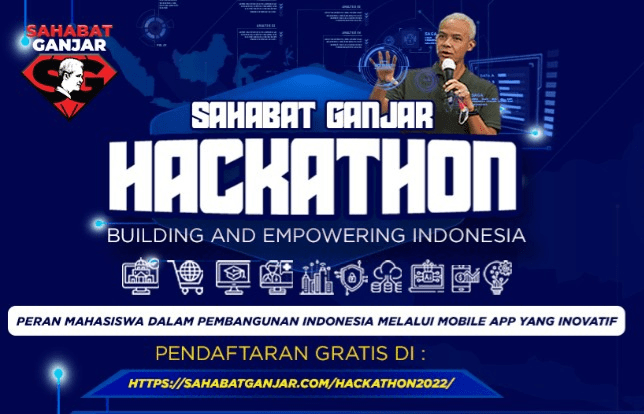 SAHABAT
GANJAR
SG
SAHABAT GANJAR
HACKATHON
BUILDING AND EMPOWERING INDONESIA
PERAN MAHASISWA DALAM PEMBANGUNAN INDONESIA MELALUI MOBILE APP YANG INOVATIF
PENDAFTARAN GRATIS DI :
HTTPS://SAHABATGANJAR.COM/HACKATHON2022/